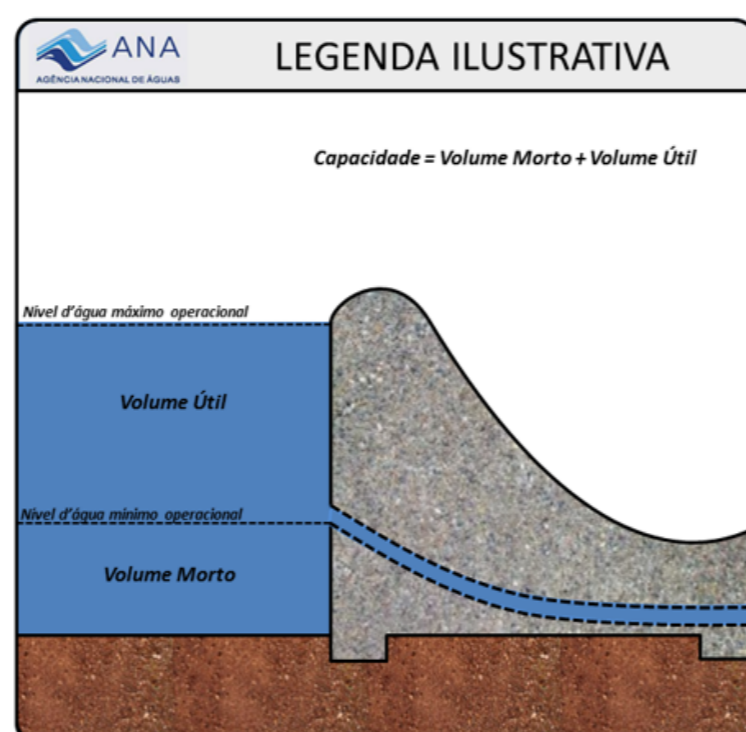 ANA
AGÊNCIA NACIONAL DE ÁGUAS
LEGENDA ILUSTRATIVA
Capacidade = Volume Morto + Volume Útil
Nível d'água máximo operacional
Volume Útil
Nível d'água mínimo operacional
Volume Morto